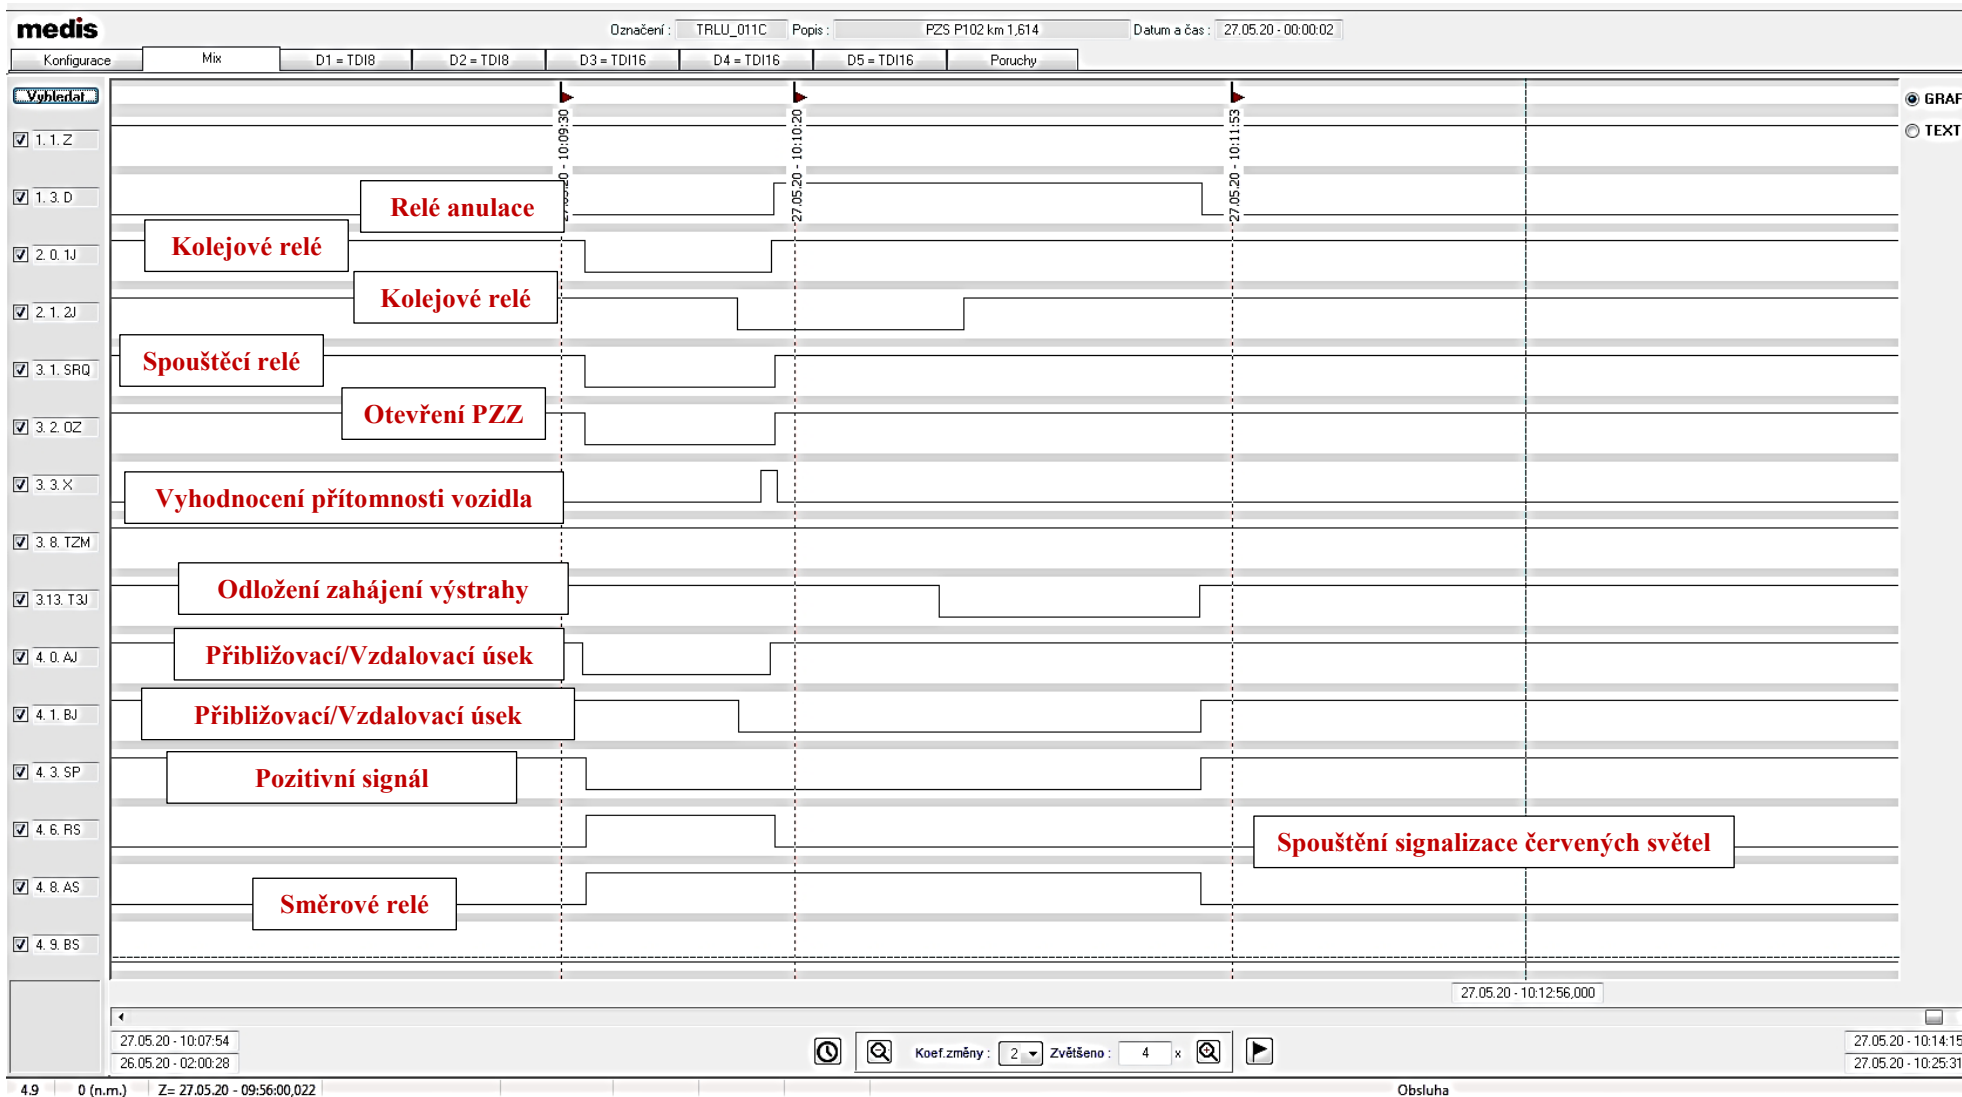 medis
Označení : TRLU_011C Popis : PZS P102 km 1,614 Datum a čas : 27.05.20 - 00:00:02
Konfigurace Mix D1 = TDI8 D2 = TDI8 D3 = TDI16 D4 = TDI16 D5 = TDI16 Poruchy
Vyhledat
GRAF
TEXT
27.05.20 - 10:09:30
27.05.20 - 10:10:20
27.05.20 - 10:11:53
1. 1. Z
1. 3. D
Relé anulace
2. 0. 1J
Kolejové relé
2. 1. 2J
Kolejové relé
3. 1. SRQ
Spouštěcí relé
3. 2. OZ
Otevření PZZ
3. 3. X
Vyhodnocení přítomnosti vozidla
3. 8. TZM
3.13. T3J
Odložení zahájení výstrahy
4. 0. AJ
Přibližovací/Vzdalovací úsek
4. 1. BJ
Přibližovací/Vzdalovací úsek
4. 3. SP
Pozitivní signál
4. 6. RS
Spouštění signalizace červených světel
4. 8. AS
Směrové relé
4. 9. BS
27.05.20 - 10:12:56,000
27.05.20 - 10:07:54
26.05.20 - 02:00:28
Koef.změny : 2 Zvětšeno : 4 x
27.05.20 - 10:14:15
27.05.20 - 10:25:31
4.9 0 (n.m.) Z= 27.05.20 - 09:56:00,022 Obsluha